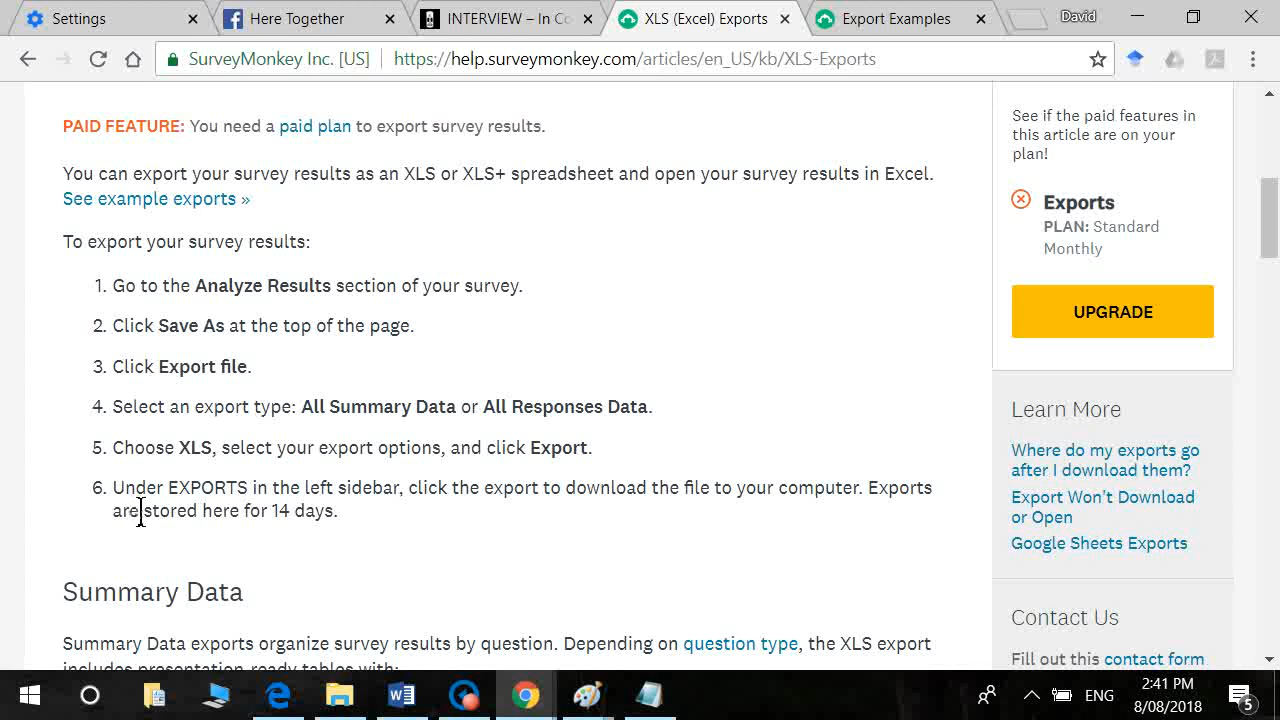 Settings
Here Together
INTERVIEW – In Co
XLS (Excel) Exports
Export Examples
David
SurveyMonkey Inc. [US]
https://help.surveymonkey.com/articles/en_US/kb/XLS-Exports
PAID FEATURE: You need a paid plan to export survey results.
You can export your survey results as an XLS or XLS+ spreadsheet and open your survey results in Excel.
See example exports »
To export your survey results:
1. Go to the Analyze Results section of your survey.
2. Click Save As at the top of the page.
3. Click Export file.
4. Select an export type: All Summary Data or All Responses Data.
5. Choose XLS, select your export options, and click Export.
6. Under EXPORTS in the left sidebar, click the export to download the file to your computer. Exports
are stored here for 14 days.
Summary Data
Summary Data exports organize survey results by question. Depending on question type, the XLS export
includes presentation-ready tables with:
See if the paid features in
this article are on your
plan!
Exports
PLAN: Standard
Monthly
UPGRADE
Learn More
Where do my exports go
after I download them?
Export Won't Download
or Open
Google Sheets Exports
Contact Us
Fill out this contact form
ENG
2:41 PM
8/08/2018
5